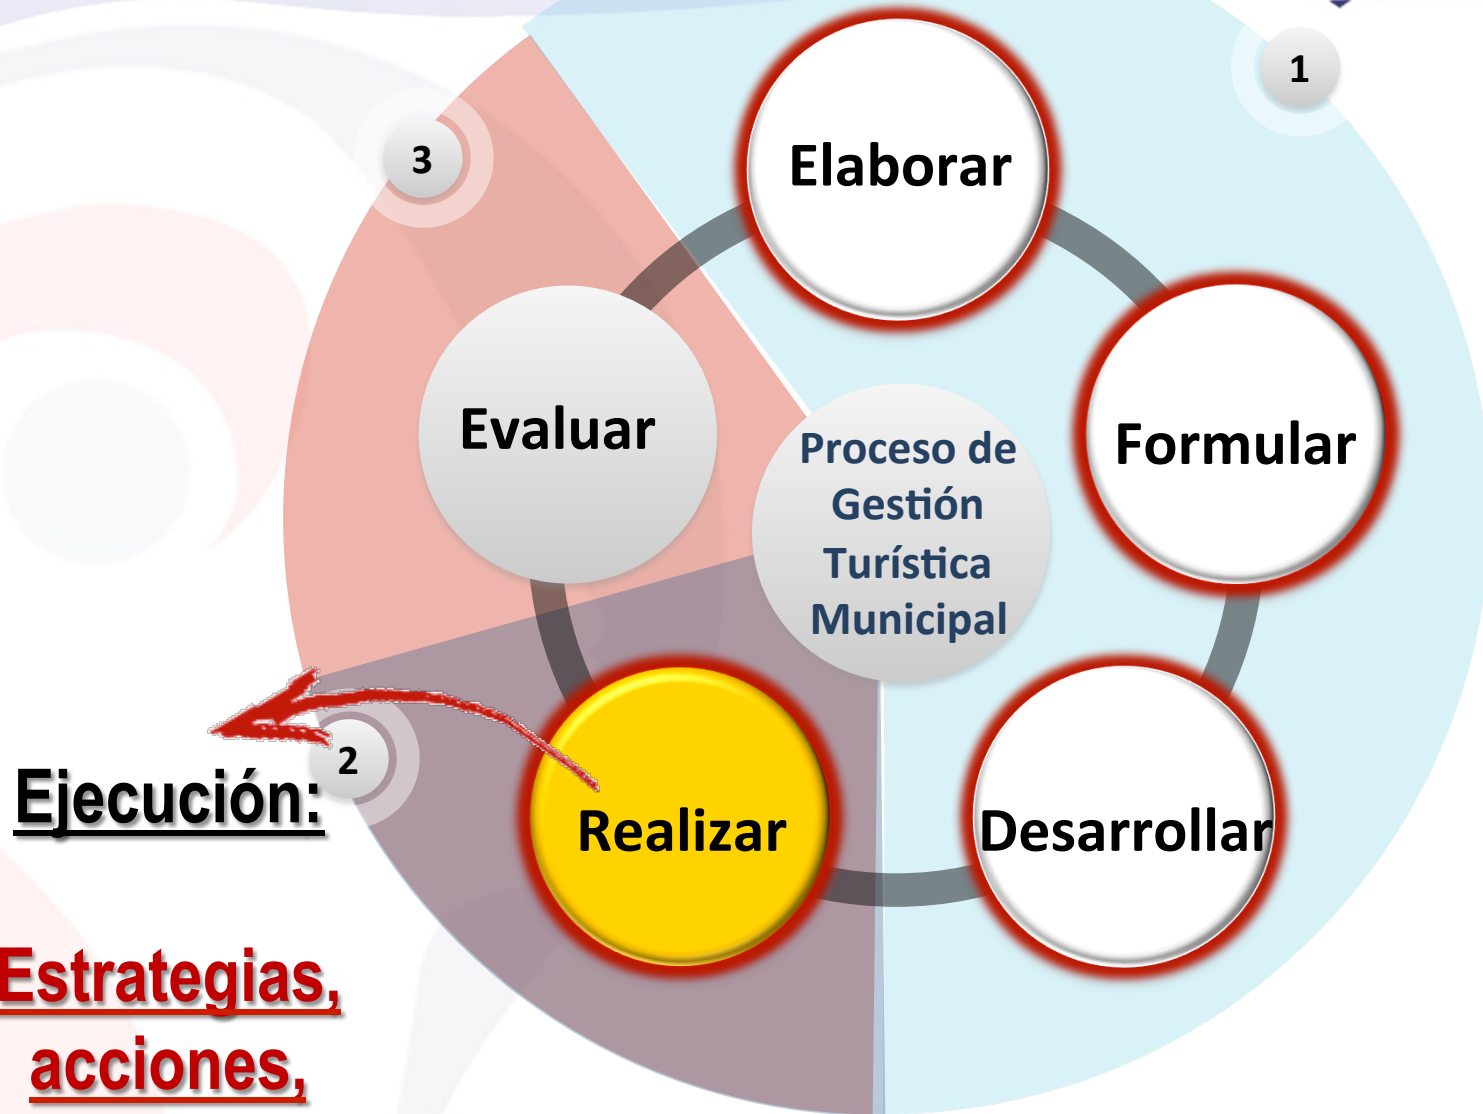 1
3
Elaborar
Evaluar
Formular
Proceso de
Gestión
Turística
Municipal
2
Ejecución:
Realizar
Desarrollar
Estrategias,
acciones,